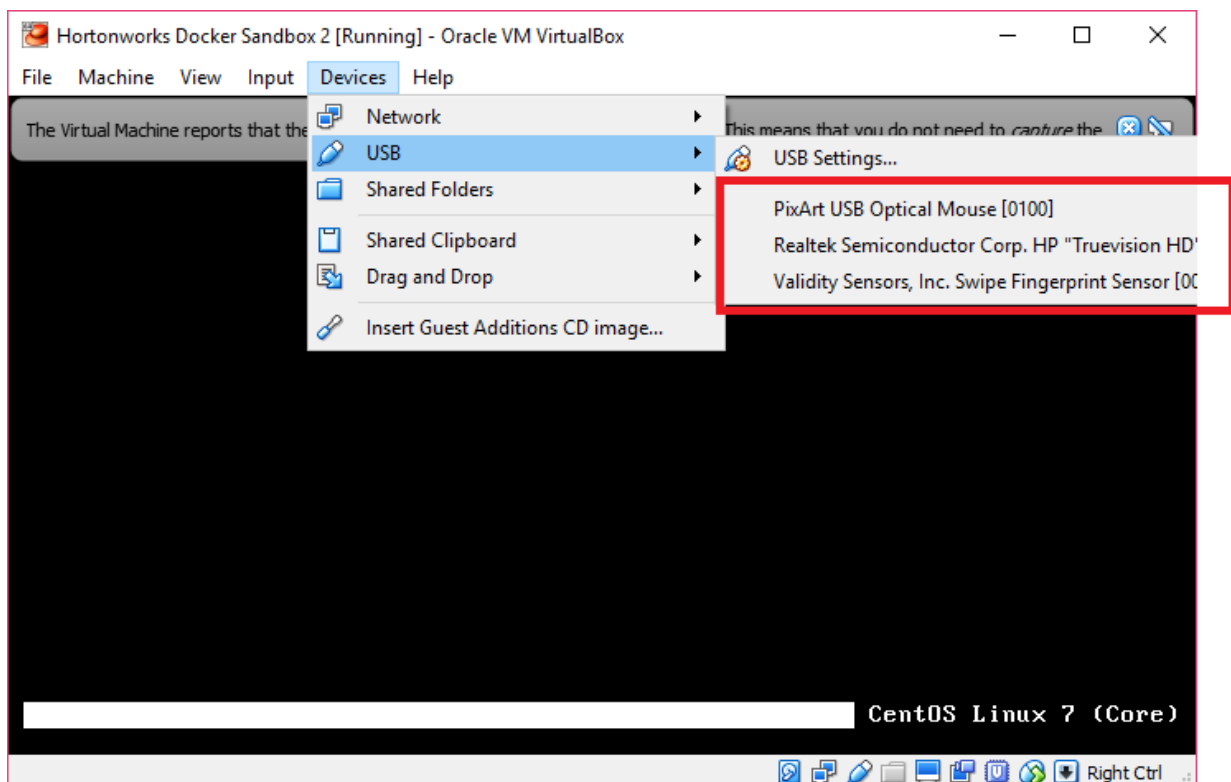 Hortonworks Docker Sandbox 2 [Running] - Oracle VM VirtualBox
File Machine View Input Devices Help
The Virtual Machine reports that the
This means that you do not need to capture the
Network
USB
Shared Folders
Shared Clipboard
Drag and Drop
Insert Guest Additions CD image...
USB Settings...
PixArt USB Optical Mouse [0100]
Realtek Semiconductor Corp. HP "Truevision HD"
Validity Sensors, Inc. Swipe Fingerprint Sensor [00
CentOS Linux 7 (Core)
Right Ctrl